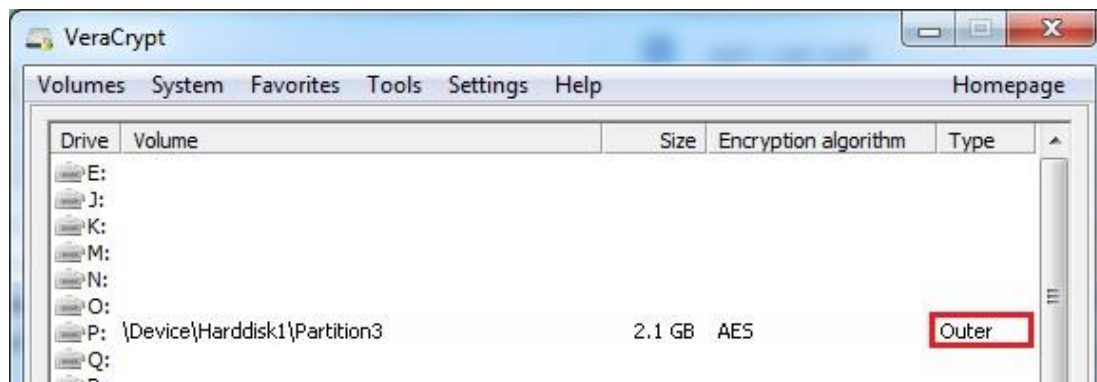 VeraCrypt
Volumes System Favorites Tools Settings Help Homepage
Drive Volume Size Encryption algorithm Type
E:
J:
K:
M:
N:
O:
P: \Device\Harddisk1\Partition3 2.1 GB AES Outer
Q: